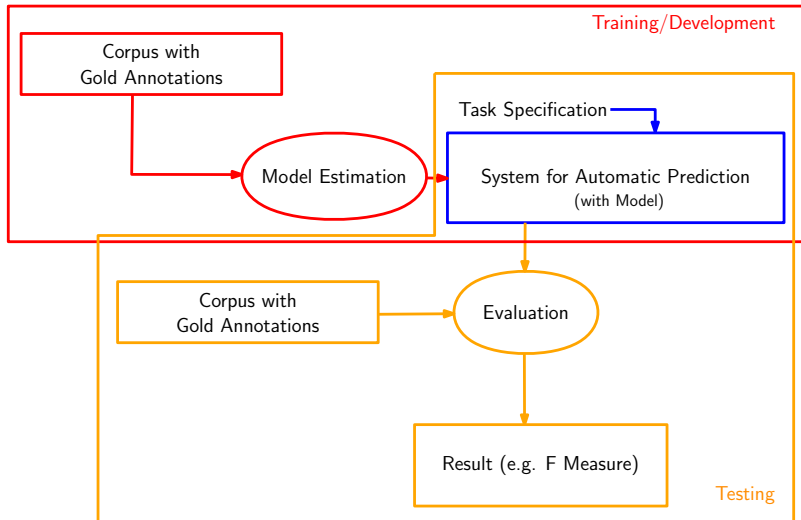 Training/Development
Corpus with
Gold Annotations
Task Specification
Model Estimation
System for Automatic Prediction
(with Model)
Corpus with
Gold Annotations
Evaluation
Result (e.g. F Measure)
Testing